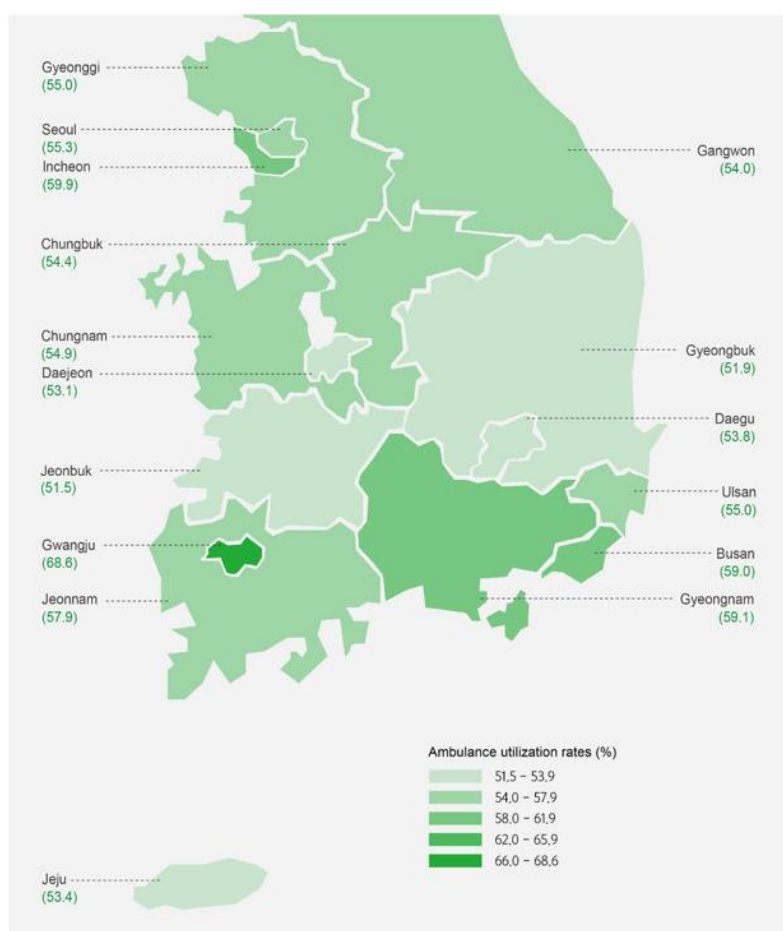 Gyeonggi
(55.0)
Seoul
(55.3)
Incheon
(59.9)
Chungbuk
(54.4)
Chungnam
(54.9)
Daejeon
(53.1)
Jeonbuk
(51.5)
Gwangju
(68.6)
Jeonnam
(57.9)
Jeju
(53.4)
Gangwon
(54.0)
Gyeongbuk
(51.9)
Daegu
(53.8)
Ulsan
(55.0)
Busan
(59.0)
Gyeongnam
(59.1)
Ambulance utilization rates (%)
51.5 – 53.9
54.0 – 57.9
58.0 – 61.9
62.0 – 65.9
66.0 – 68.6